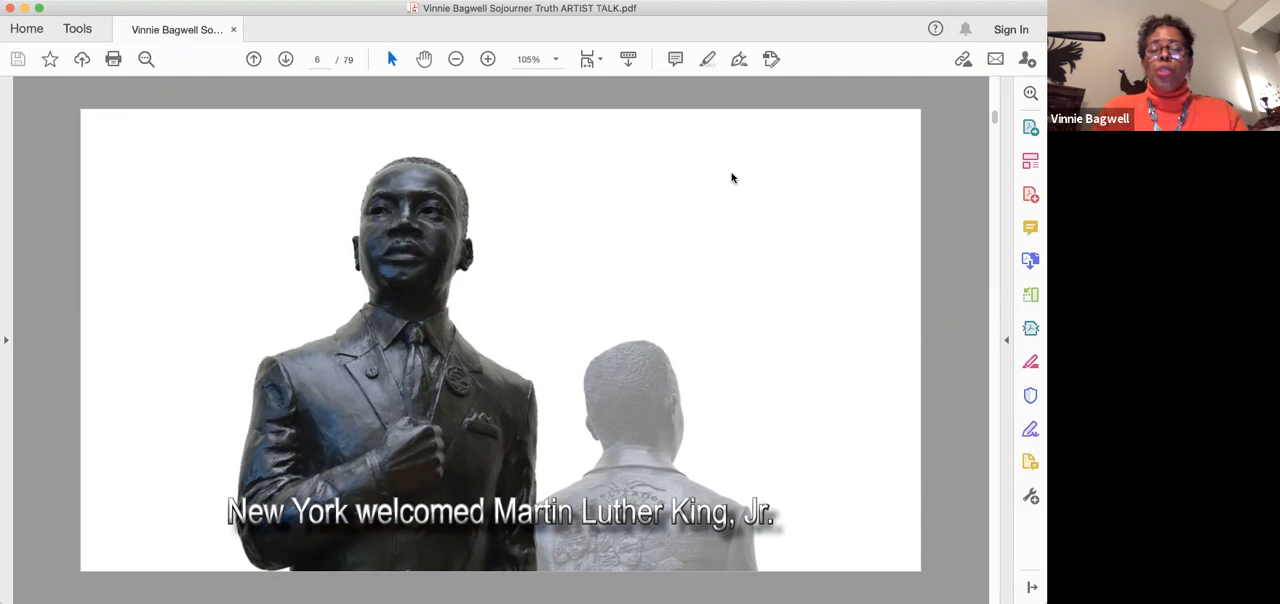 Vinnie Bagwell Sojourner Truth ARTIST TALK.pdf
Home
Tools
Vinnie Bagwell So...
Sign In
6 / 79
105%
Vinnie Bagwell
New York welcomed Martin Luther King, Jr.